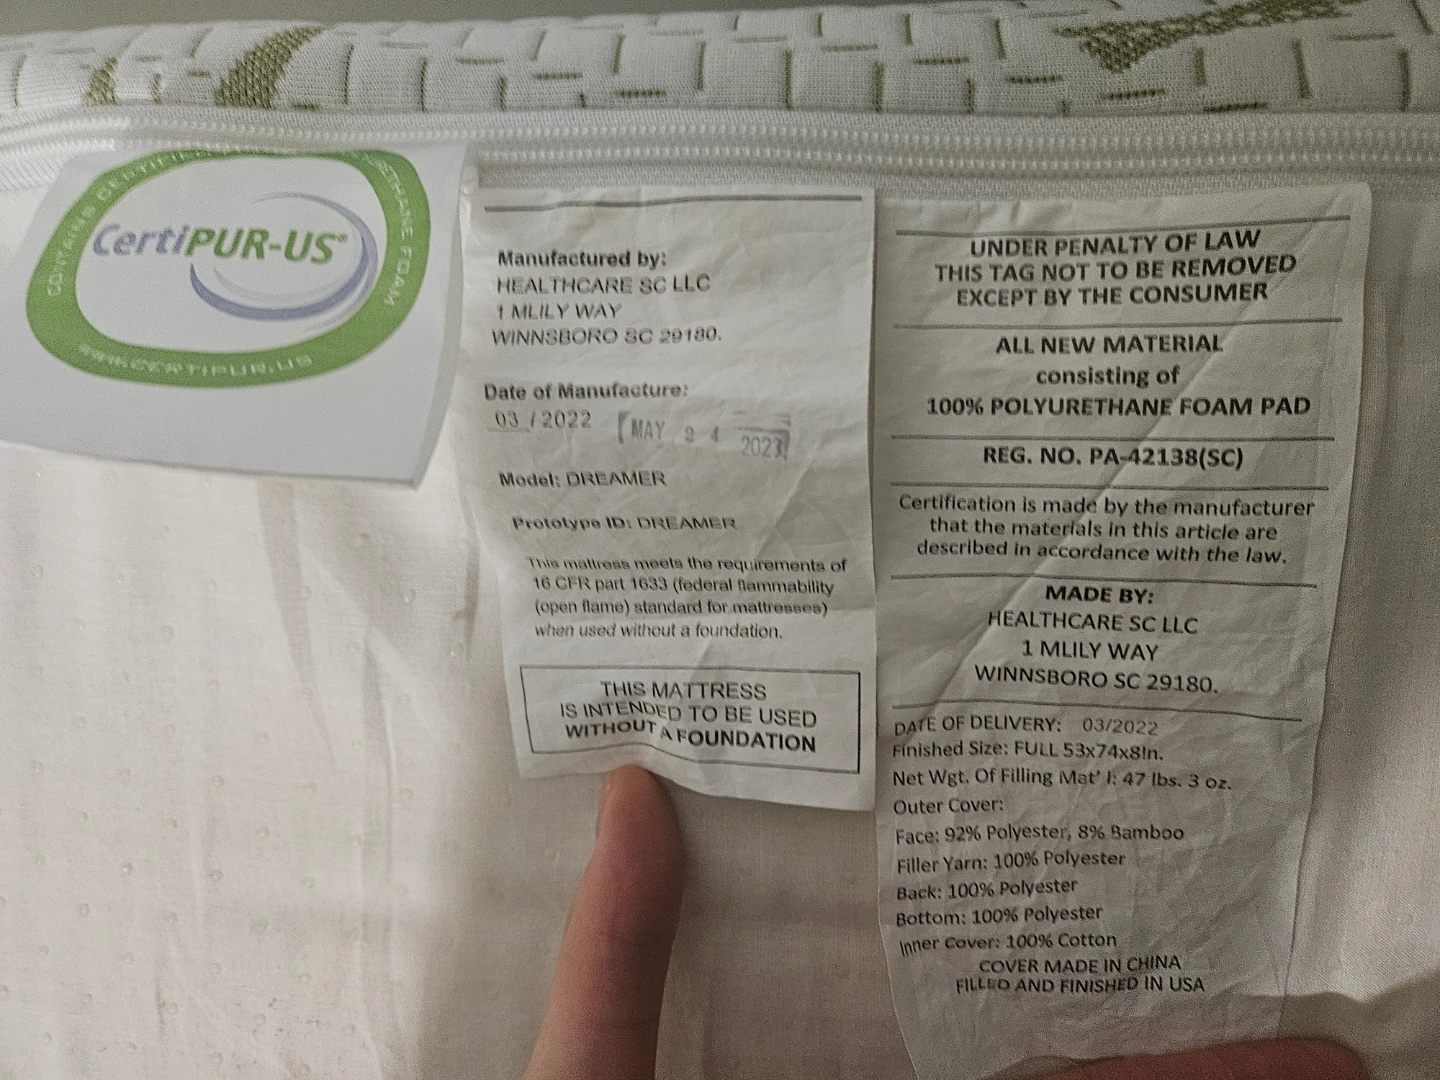 CONTAINS CERTIFIED
URETHANE FOAM
CertiPUR-US®
WWW.CERTIPUR.US
Manufactured by:
HEALTHCARE SC LLC
1 MLILY WAY
WINNSBORO SC 29180.
Date of Manufacture:
03 / 2022
MAY 24 2023
Model: DREAMER
Prototype ID: DREAMER
This mattress meets the requirements of
16 CFR part 1633 (federal flammability
(open flame) standard for mattresses)
when used without a foundation.
THIS MATTRESS
IS INTENDED TO BE USED
WITHOUT A FOUNDATION
UNDER PENALTY OF LAW
THIS TAG NOT TO BE REMOVED
EXCEPT BY THE CONSUMER
ALL NEW MATERIAL
consisting of
100% POLYURETHANE FOAM PAD
REG. NO. PA-42138(SC)
Certification is made by the manufacturer
that the materials in this article are
described in accordance with the law.
MADE BY:
HEALTHCARE SC LLC
1 MLILY WAY
WINNSBORO SC 29180.
DATE OF DELIVERY: 03/2022
Finished Size: FULL 53x74x8In.
Net Wgt. Of Filling Mat' l: 47 lbs. 3 oz.
Outer Cover:
Face: 92% Polyester, 8% Bamboo
Filler Yarn: 100% Polyester
Back: 100% Polyester
Bottom: 100% Polyester
Inner Cover: 100% Cotton
COVER MADE IN CHINA
FILLED AND FINISHED IN USA